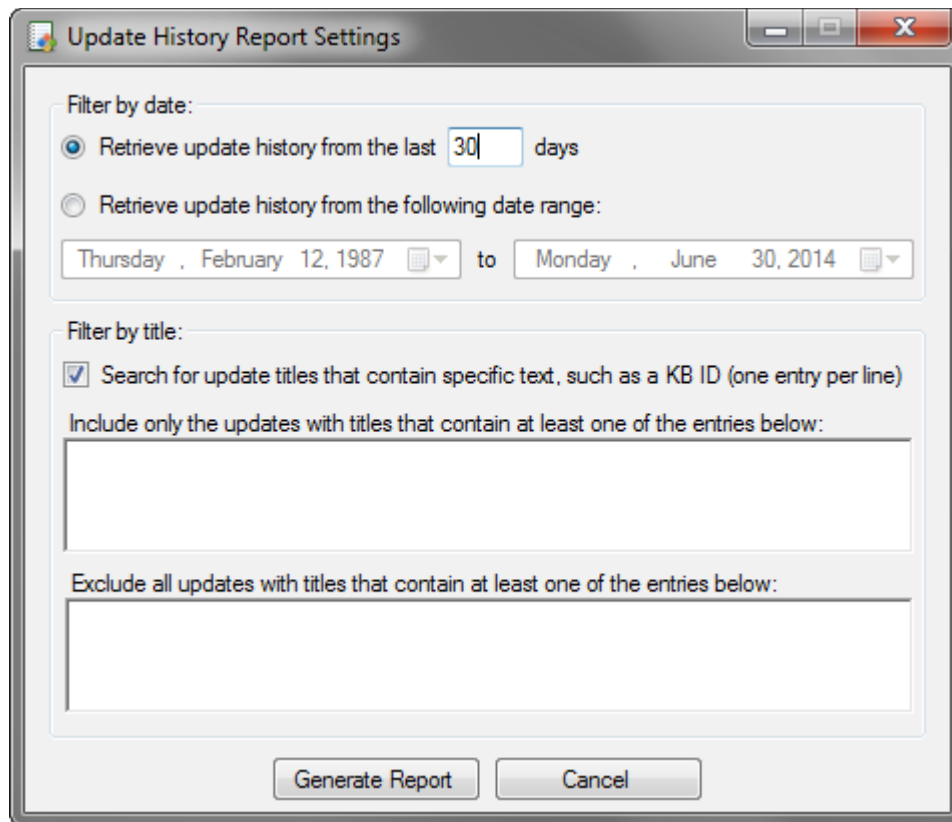 Update History Report Settings
Filter by date:
Retrieve update history from the last 30 days
Retrieve update history from the following date range:
Thursday , February 12, 1987 to Monday , June 30, 2014
Filter by title:
Search for update titles that contain specific text, such as a KB ID (one entry per line)
Include only the updates with titles that contain at least one of the entries below:
Exclude all updates with titles that contain at least one of the entries below:
Generate Report Cancel